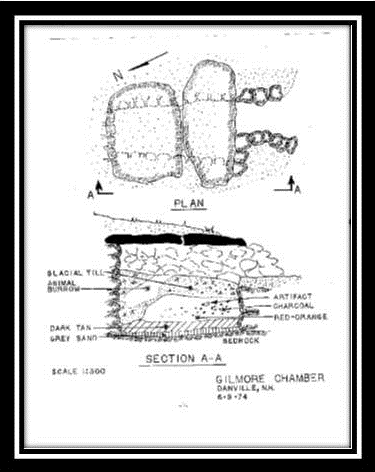 N
A A
PLAN
GLACIAL TILL
ANIMAL
BURROW
ARTIFACT
CHARCOAL
RED-ORANGE
DARK TAN
GREY SAND
BEDROCK
SECTION A-A
SCALE 1:300
GILMORE CHAMBER
DANVILLE, N.H.
6-9-74